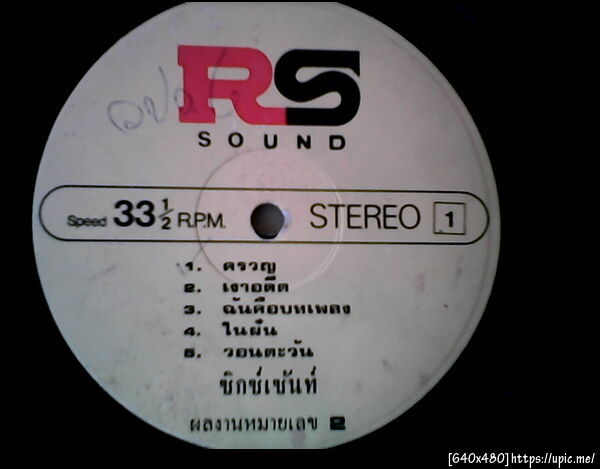 RS
SOUND
Speed 33 1/2 R.P.M. STEREO 1
1. ครวญ
2. เงาอดีต
3. ฉันคือบทเพลง
4. ในฝัน
5. วอนตะวัน
ซิกซ์เซ้นท์
ผลงานหมายเลข 2
[640x480]https://upic.me/